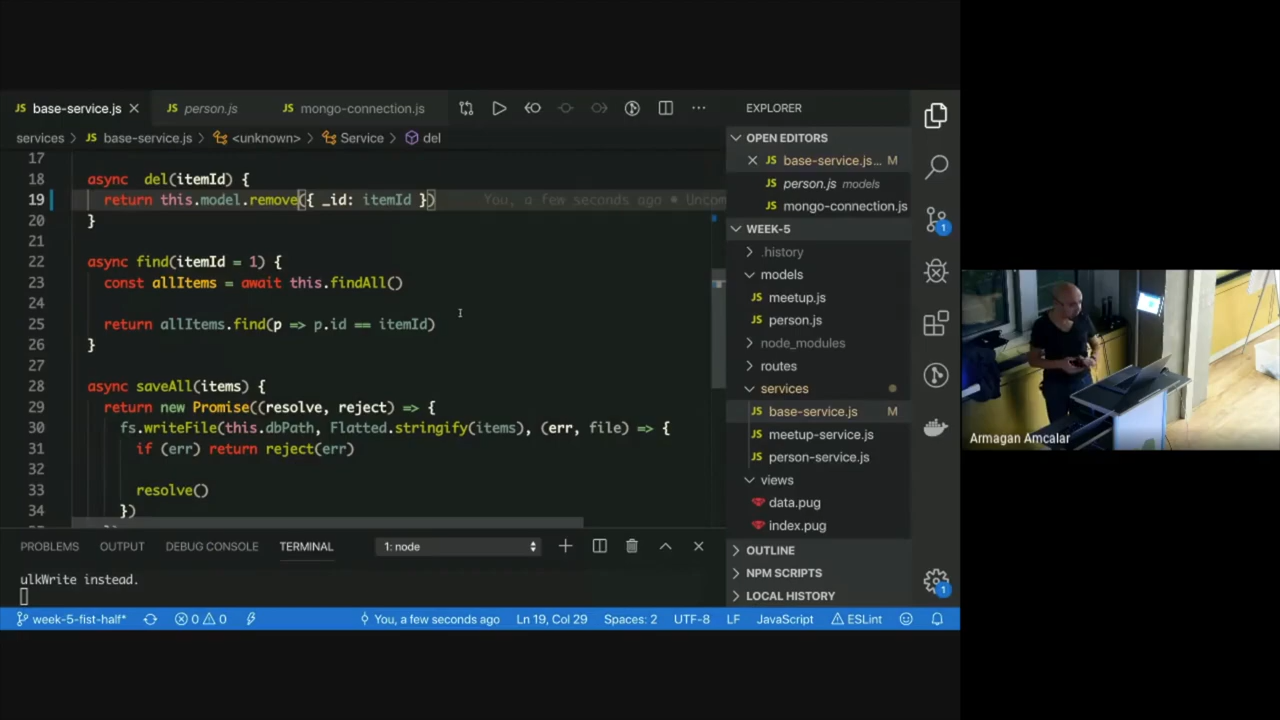 JS base-service.js
JS person.js
JS mongo-connection.js
services > JS base-service.js > <unknown> > Service > del
17
18 async  del(itemId) {
19 return this.model.remove({ _id: itemId }) You, a few seconds ago • Uncom
20 }
21
22 async find(itemId = 1) {
23 const allItems = await this.findAll()
24
25 return allItems.find(p => p.id == itemId)
26 }
27
28 async saveAll(items) {
29 return new Promise((resolve, reject) => {
30 fs.writeFile(this.dbPath, Flatted.stringify(items), (err, file) => {
31 if (err) return reject(err)
32
33 resolve()
34 })
EXPLORER
OPEN EDITORS
JS base-service.js... M
JS person.js models
JS mongo-connection.js
WEEK-5
.history
models
JS meetup.js
JS person.js
node_modules
routes
services
JS base-service.js M
JS meetup-service.js
JS person-service.js
views
data.pug
index.pug
OUTLINE
NPM SCRIPTS
LOCAL HISTORY
1
1
PROBLEMS OUTPUT DEBUG CONSOLE TERMINAL 1: node
ulkWrite instead.
week-5-fist-half* 0 0 You, a few seconds ago Ln 19, Col 29 Spaces: 2 UTF-8 LF JavaScript ESLint
Armagan Amcalar